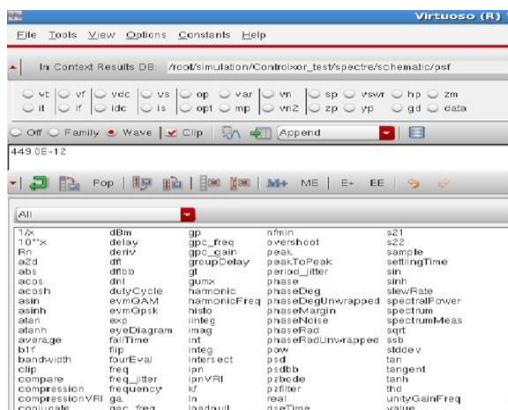 Virtuoso (R)
File Tools View Options Constants Help
In Context Results DB: /root/simulation/Controlxor_test/spectre/schematic/psf
vt vf vdc vs op var vn sp vswr hp zm
it if idc is opt mp vn2 zp yp gd data
Off Family Wave Clip Append
449.0E-12
Pop M+ ME E+ EE
All
1/x dBm gp nfmin s21
10**x delay gpc_freq overshoot s22
Rn deriv gpc_gain peak sample
a2d dft groupDelay peakToPeak settlingTime
abs dftbb gt period_jitter sin
acos dnl gumx phase sinh
acosh dutyCycle harmonic phaseDeg slewRate
asin evmQAM harmonicFreq phaseDegUnwrapped spectralPower
asinh evmQpsk histo phaseMargin spectrum
atan exp iinteg phaseNoise spectrumMeas
atanh eyeDiagram imag phaseRad sqrt
average fallTime int phaseRadUnwrapped ssb
b1f flip integ pow stddev
bandwidth fourEval intersect psd tan
clip freq ipn psdbb tangent
compare freq_jitter ipnVRI pzbode tanh
compression frequency kf pzfilter thd
compressionVRI ga ln real unityGainFreq
conjugate gac_freq loadpull riseTime value